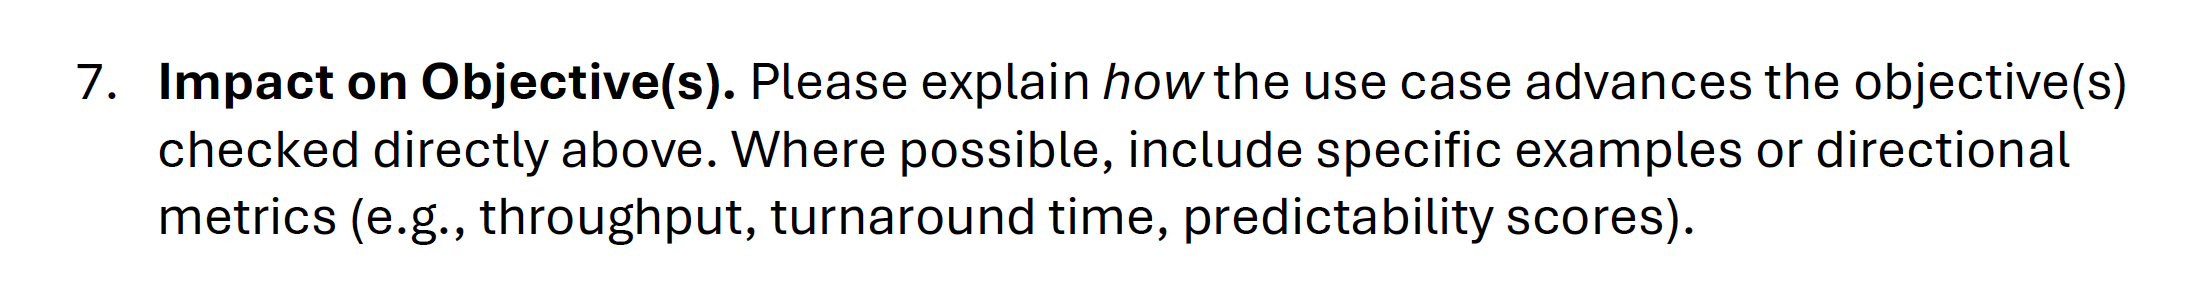 7. Impact on Objective(s). Please explain how the use case advances the objective(s)
checked directly above. Where possible, include specific examples or directional
metrics (e.g., throughput, turnaround time, predictability scores).